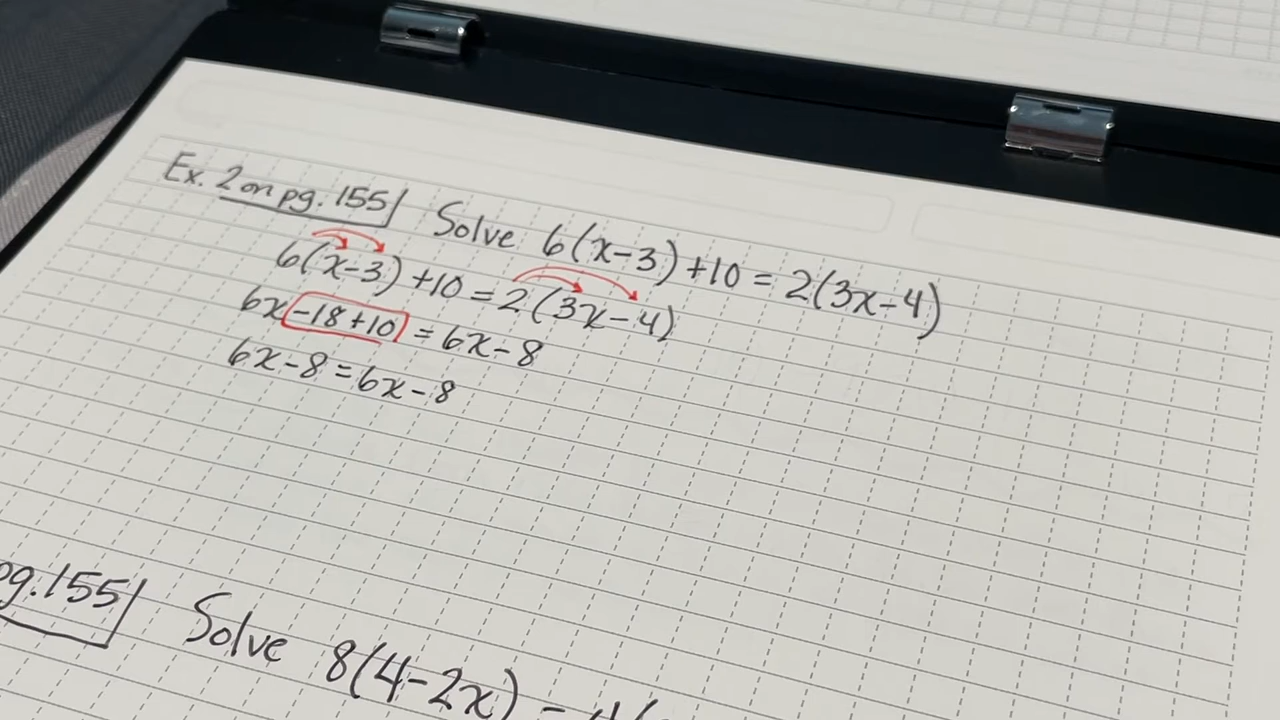 Ex. 2 on pg. 155 Solve 6(x-3)+10 = 2(3x-4)
6(x-3)+10 = 2(3x-4)
6x-18+10 = 6x-8
6x-8 = 6x-8
pg. 155 Solve 8(4-2x) =